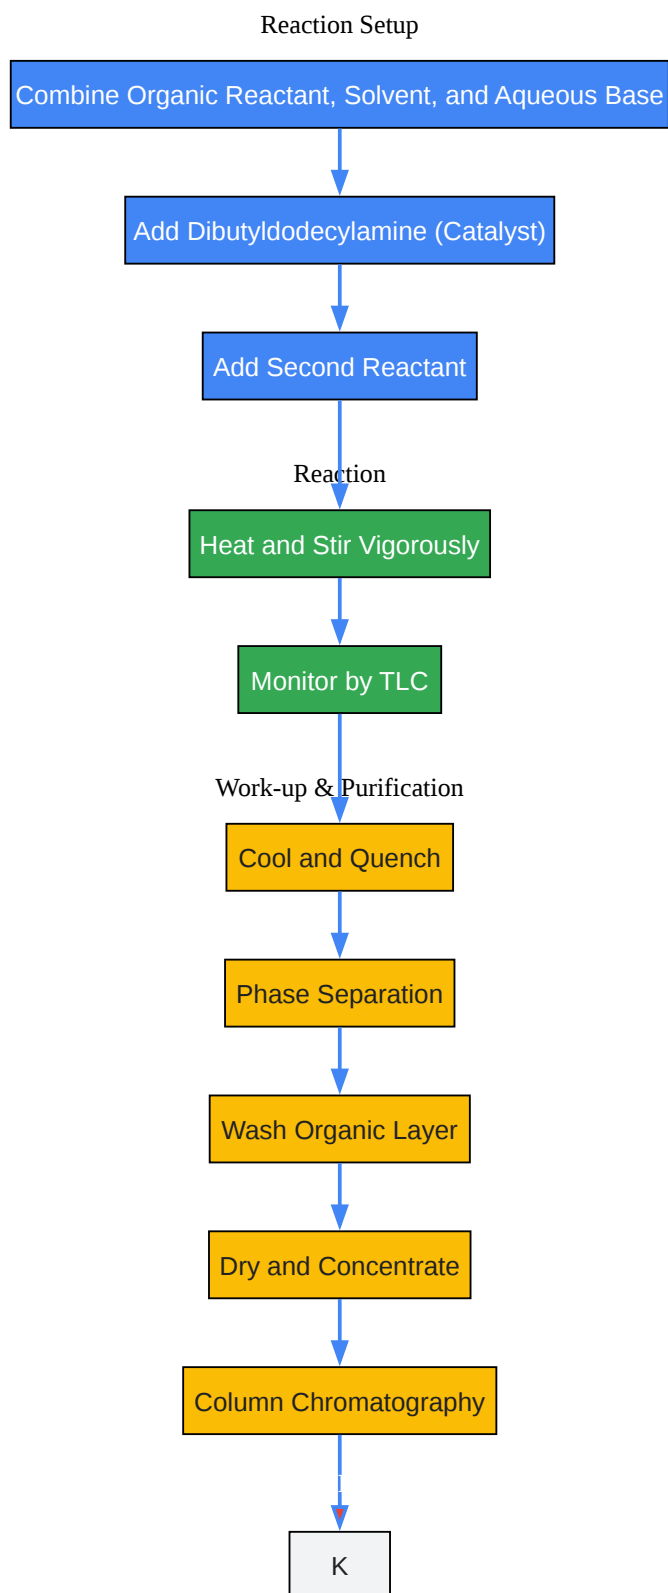 Reaction Setup
Combine Organic Reactant, Solvent, and Aqueous Base
Add Dibutyldodecylamine (Catalyst)
Add Second Reactant
Reaction
Heat and Stir Vigorously
Monitor by TLC
Work-up & Purification
Cool and Quench
Phase Separation
Wash Organic Layer
Dry and Concentrate
Column Chromatography
K